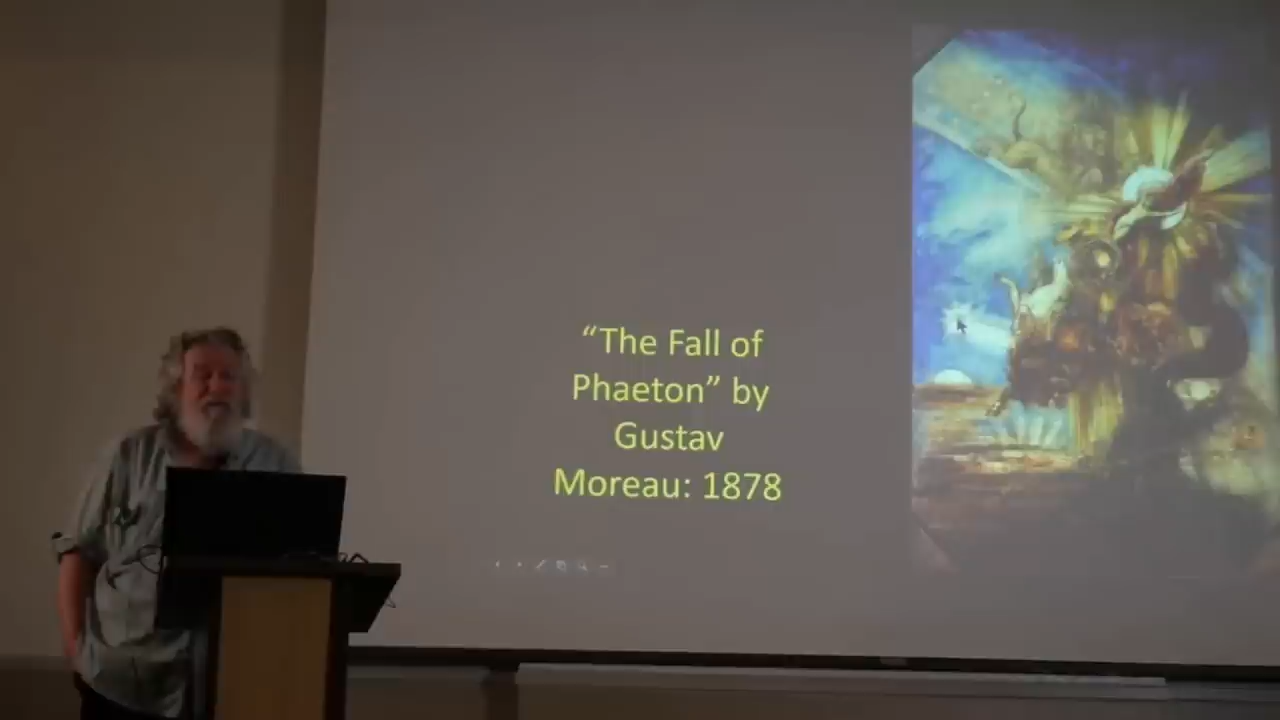 “The Fall of
Phaeton” by
Gustav
Moreau: 1878